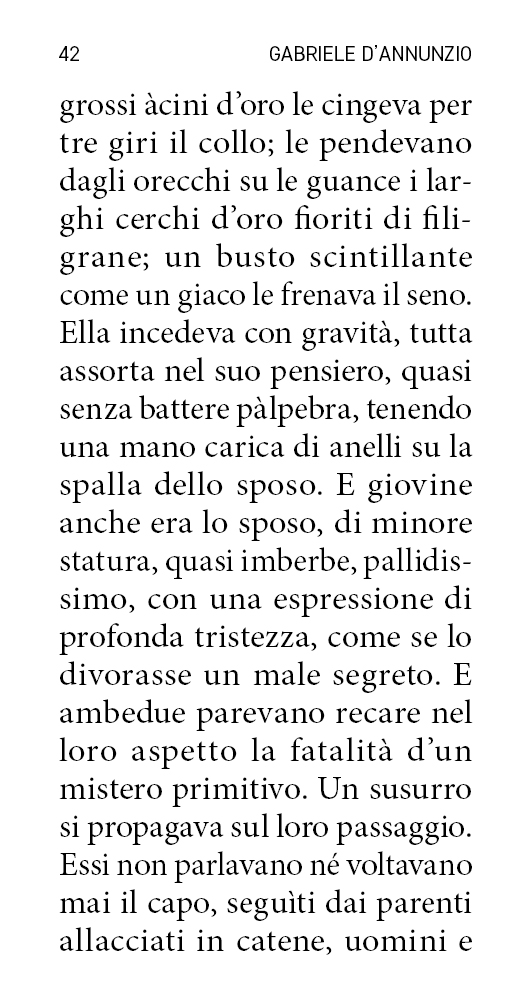 42 GABRIELE D’ANNUNZIO
grossi àcini d’oro le cingeva per
tre giri il collo; le pendevano
dagli orecchi su le guance i lar-
ghi cerchi d’oro fioriti di fili-
grane; un busto scintillante
come un giaco le frenava il seno.
Ella incedeva con gravità, tutta
assorta nel suo pensiero, quasi
senza battere pàlpebra, tenendo
una mano carica di anelli su la
spalla dello sposo. E giovine
anche era lo sposo, di minore
statura, quasi imberbe, pallidis-
simo, con una espressione di
profonda tristezza, come se lo
divorasse un male segreto. E
ambedue parevano recare nel
loro aspetto la fatalità d’un
mistero primitivo. Un susurro
si propagava sul loro passaggio.
Essi non parlavano né voltavano
mai il capo, seguìti dai parenti
allacciati in catene, uomini e